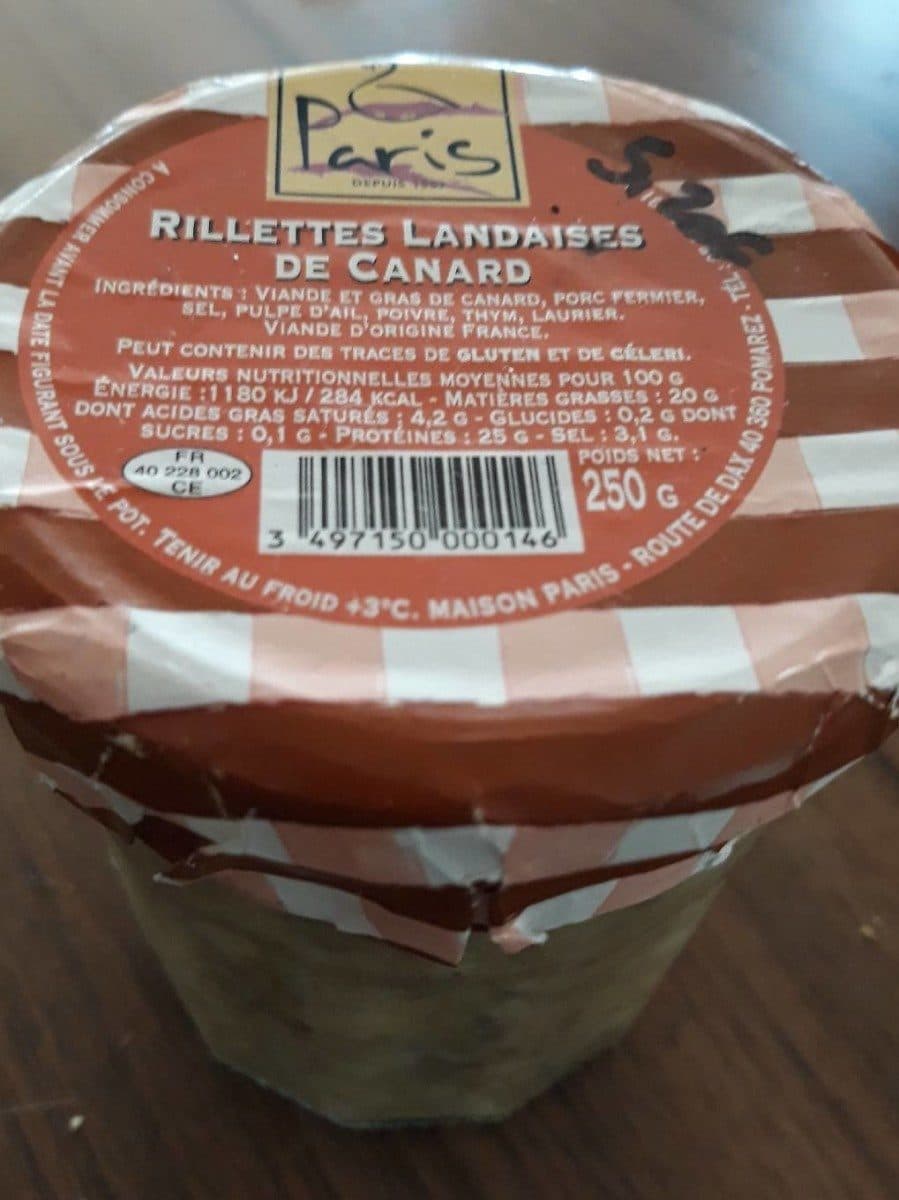 Paris
DEPUIS
RILLETTES LANDAISES
DE CANARD
INGRÉDIENTS : VIANDE ET GRAS DE CANARD, PORC FERMIER,
SEL, PULPE D'AIL, POIVRE, THYM, LAURIER.
VIANDE D'ORIGINE FRANCE.
PEUT CONTENIR DES TRACES DE GLUTEN ET DE CÉLERI.
VALEURS NUTRITIONNELLES MOYENNES POUR 100 G
ÉNERGIE :1180 KJ / 284 KCAL - MATIÈRES GRASSES : 20 G
DONT ACIDES GRAS SATURÉS : 4,2 G - GLUCIDES : 0,2 G DONT
SUCRES : 0,1 G - PROTÉINES : 25 G - SEL : 3,1 G.
FR
40 228 002
CE
POIDS NET :
250 G
3 497150 000146
A CONSOMMER AVANT LA DATE FIGURANT SOUS LE POT. TENIR AU FROID +3°C. MAISON PARIS - ROUTE DE DAX 40 360 POMAREZ TÉL :